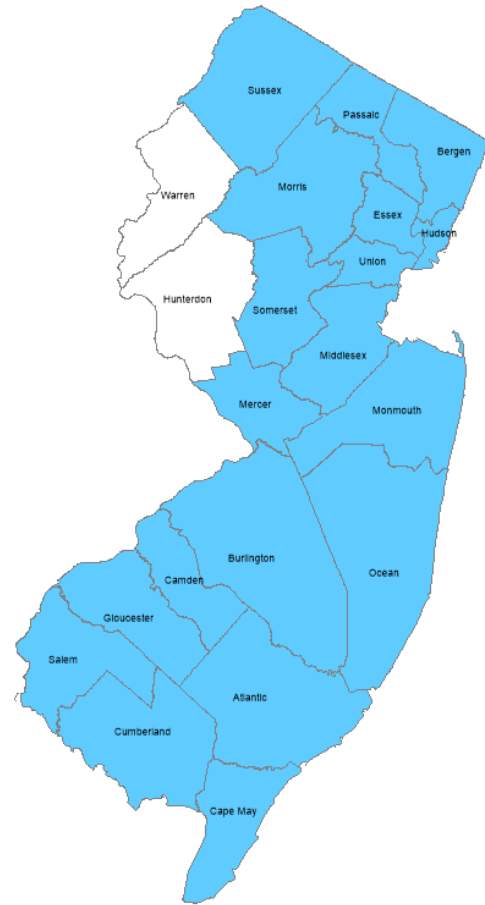 Sussex
Passaic
Bergen
Warren
Morris
Essex
Hudson
Union
Hunterdon
Somerset
Middlesex
Mercer
Monmouth
Burlington
Ocean
Camden
Gloucester
Salem
Atlantic
Cumberland
Cape May